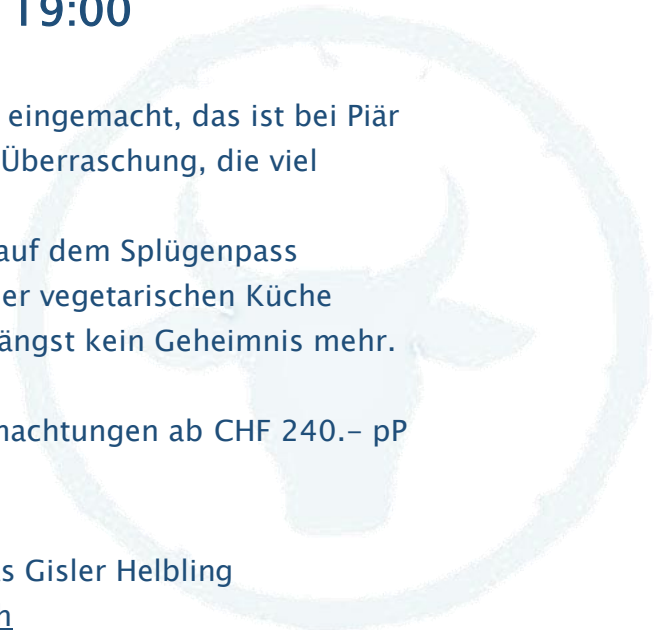 19:00
eingemacht, das ist bei Piär
Überraschung, die viel
auf dem Splügenpass
er vegetarischen Küche
ängst kein Geheimnis mehr.
nachtungen ab CHF 240.– pP
s Gisler Helbling